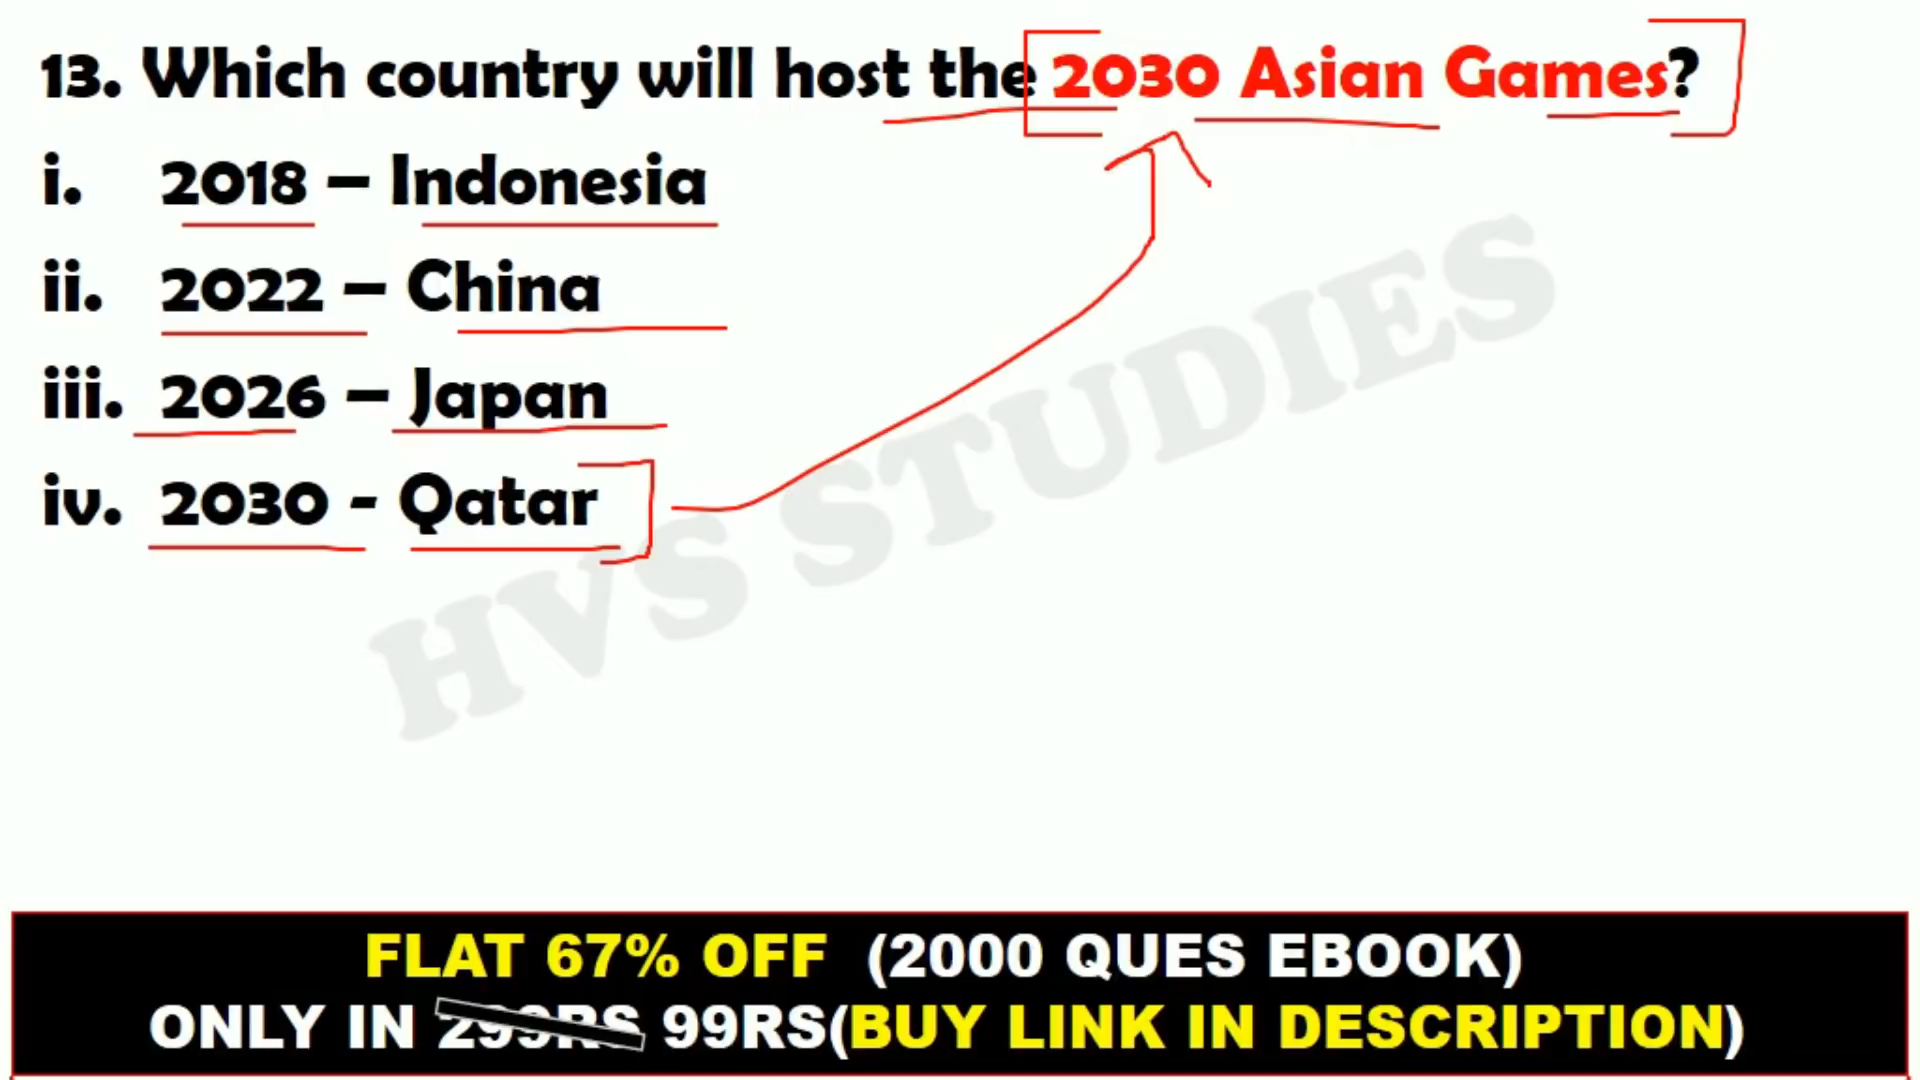 13. Which country will host the 2030 Asian Games?
i. 2018 – Indonesia
ii. 2022 – China
iii. 2026 – Japan
iv. 2030 - Qatar
HVS STUDIES
FLAT 67% OFF (2000 QUES EBOOK)
ONLY IN 299RS 99RS(BUY LINK IN DESCRIPTION)